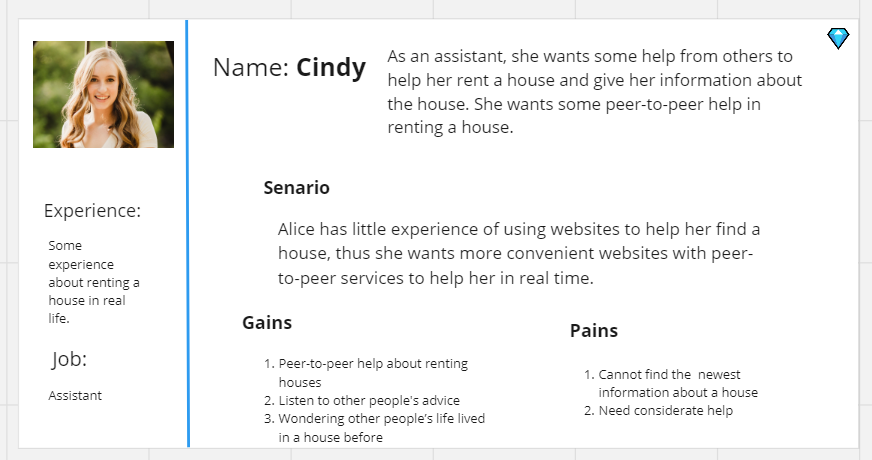 Name: Cindy
As an assistant, she wants some help from others to
help her rent a house and give her information about
the house. She wants some peer-to-peer help in
renting a house.
Experience:
Some
experience
about renting a
house in real
life.
Job:
Assistant
Senario
Alice has little experience of using websites to help her find a
house, thus she wants more convenient websites with peer-
to-peer services to help her in real time.
Gains
1. Peer-to-peer help about renting
houses
2. Listen to other people's advice
3. Wondering other people’s life lived
in a house before
Pains
1. Cannot find the newest
information about a house
2. Need considerate help